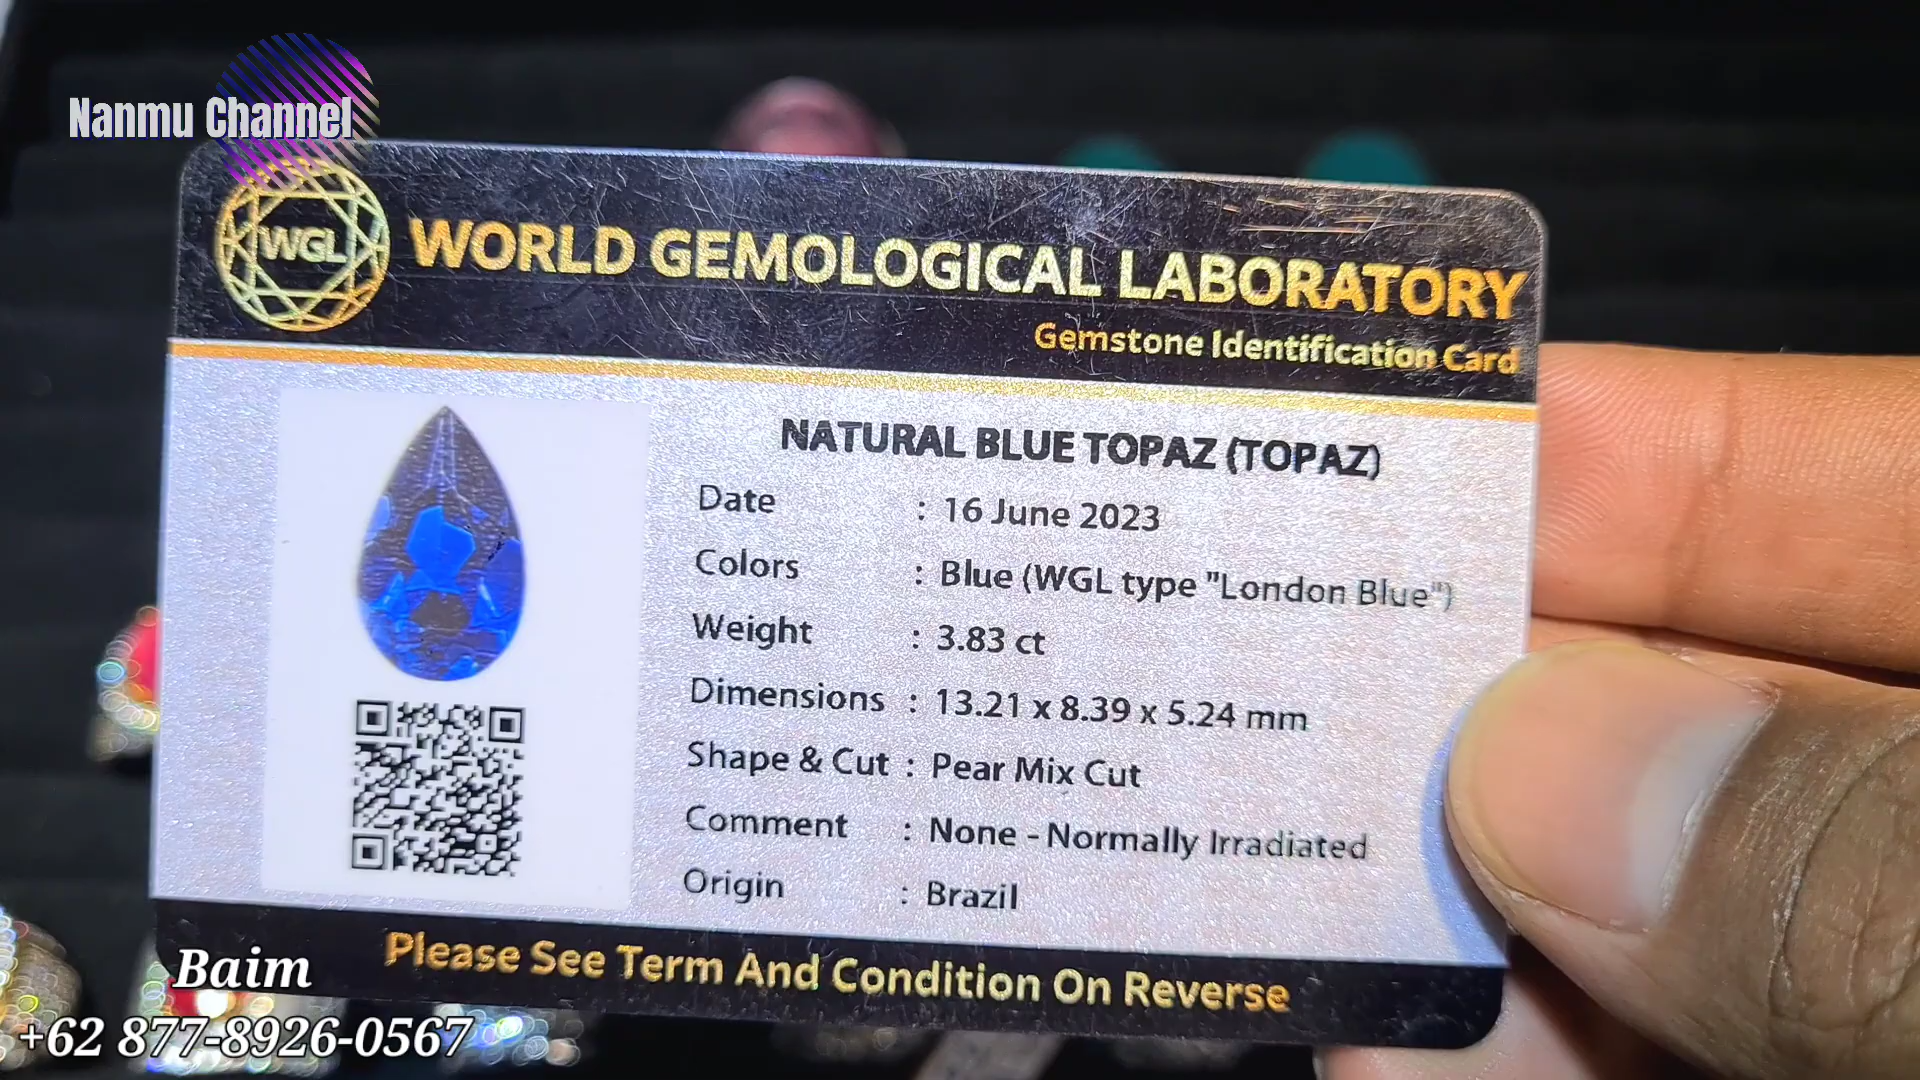 Nanmu Channel
WGL
WORLD GEMOLOGICAL LABORATORY
Gemstone Identification Card
NATURAL BLUE TOPAZ (TOPAZ)
Date : 16 June 2023
Colors : Blue (WGL type "London Blue")
Weight : 3.83 ct
Dimensions : 13.21 x 8.39 x 5.24 mm
Shape & Cut : Pear Mix Cut
Comment : None - Normally Irradiated
Origin : Brazil
Please See Term And Condition On Reverse
Baim
+62 877-8926-0567